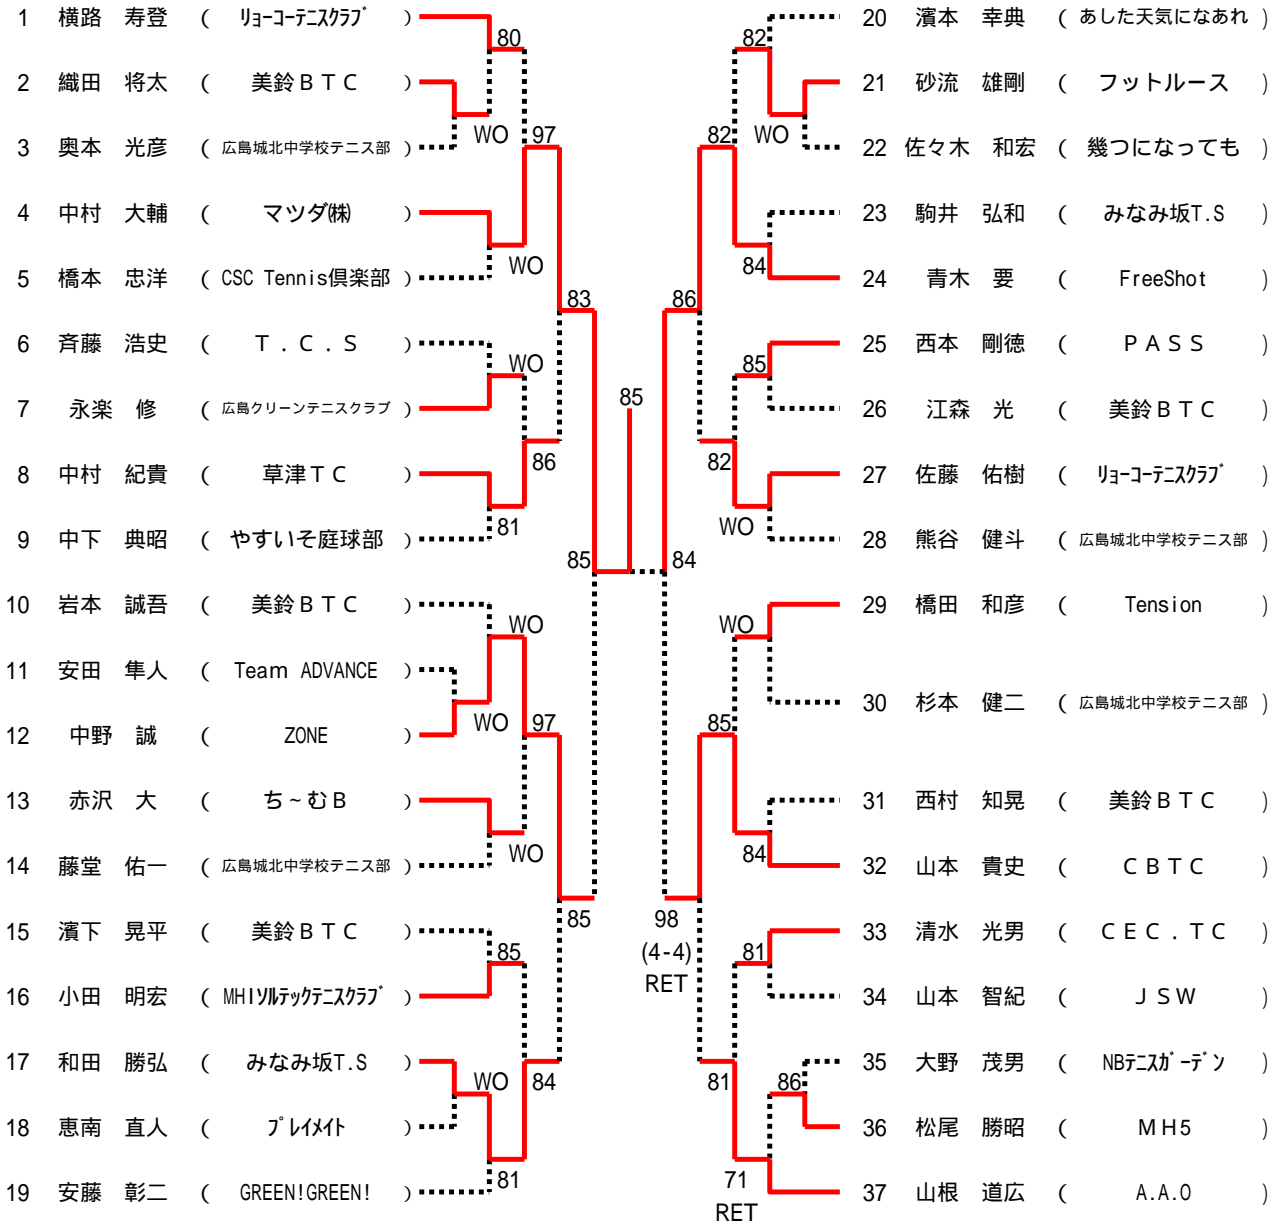 1 横路 寿登 ( リョーコーテニスクラブ )
2 織田 将太 ( 美鈴BTC )
3 奥本 光彦 ( 広島城北中学校テニス部 )
4 中村 大輔 ( マツダ㈱ )
5 橋本 忠洋 ( CSC Tennis倶楽部 )
6 斉藤 浩史 ( T.C.S )
7 永楽 修 ( 広島クリーンテニスクラブ )
8 中村 紀貴 ( 草津TC )
9 中下 典昭 ( やすいそ庭球部 )
10 岩本 誠吾 ( 美鈴BTC )
11 安田 隼人 ( Team ADVANCE )
12 中野 誠 ( ZONE )
13 赤沢 大 ( ち~むB )
14 藤堂 佑一 ( 広島城北中学校テニス部 )
15 濱下 晃平 ( 美鈴BTC )
16 小田 明宏 ( MHIソルテックテニスクラブ )
17 和田 勝弘 ( みなみ坂T.S )
18 恵南 直人 ( プレイメイト )
19 安藤 彰二 ( GREEN!GREEN! )
80
WO
97
WO
83
WO
86
81
85
WO
WO
97
WO
85
85
WO
84
81
85
82
WO
82
84
86
85
82
WO
84
WO
85
84
98
(4-4)
RET
81
81
86
71
RET
20 濱本 幸典 ( あした天気になあれ )
21 砂流 雄剛 ( フットルース )
22 佐々木 和宏 ( 幾つになっても )
23 駒井 弘和 ( みなみ坂T.S )
24 青木 要 ( FreeShot )
25 西本 剛徳 ( PASS )
26 江森 光 ( 美鈴BTC )
27 佐藤 佑樹 ( リョーコーテニスクラブ )
28 熊谷 健斗 ( 広島城北中学校テニス部 )
29 橋田 和彦 ( Tension )
30 杉本 健二 ( 広島城北中学校テニス部 )
31 西村 知晃 ( 美鈴BTC )
32 山本 貴史 ( CBTC )
33 清水 光男 ( CEC.TC )
34 山本 智紀 ( JSW )
35 大野 茂男 ( NBテニスガーデン )
36 松尾 勝昭 ( MH5 )
37 山根 道広 ( A.A.O )